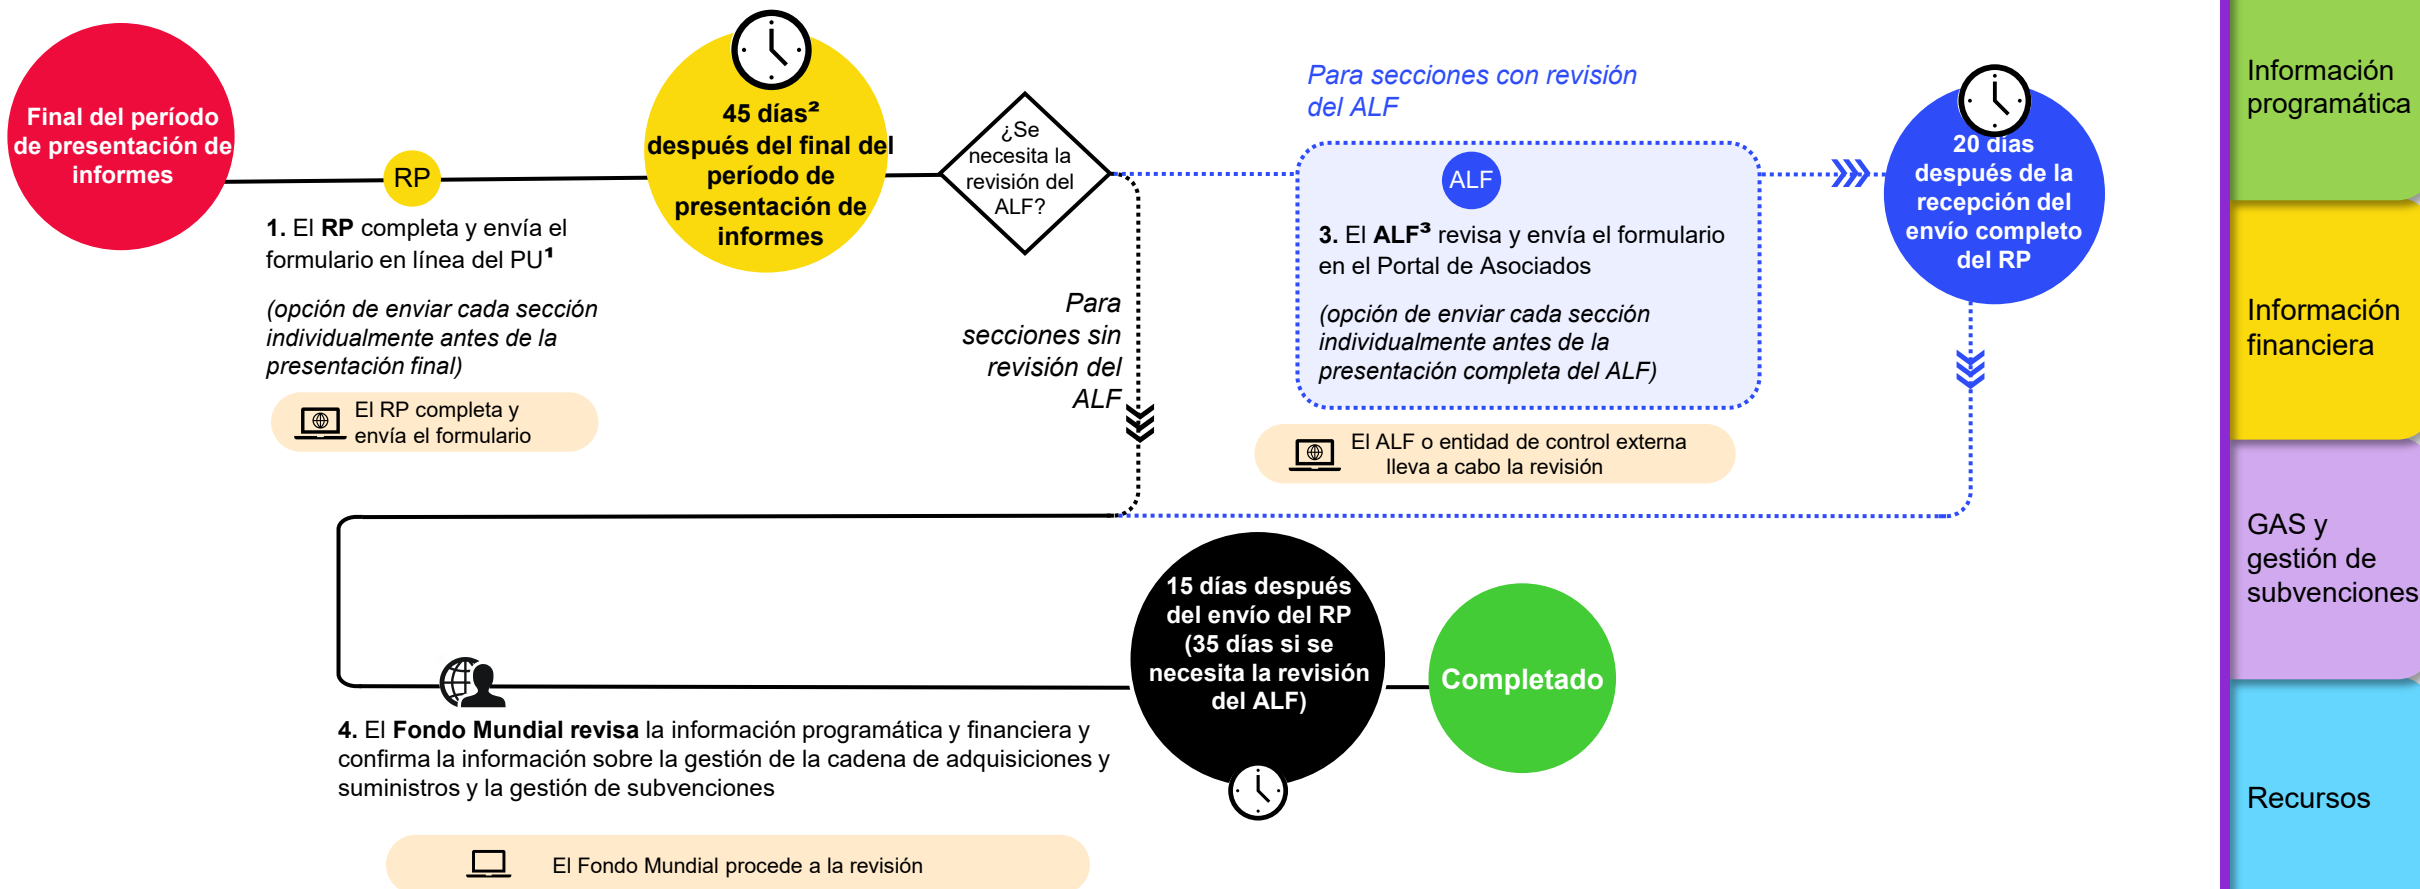 Final del período
de presentación de
informes
RP
1. El RP completa y envía el
formulario en línea del PU¹
(opción de enviar cada sección
individualmente antes de la
presentación final)
El RP completa y
envía el formulario
45 días²
después del final del
período de
presentación de
informes
¿Se
necesita la
revisión del
ALF?
Para
secciones sin
revisión del
ALF
Para secciones con revisión
del ALF
ALF
3. El ALF³ revisa y envía el formulario
en el Portal de Asociados
(opción de enviar cada sección
individualmente antes de la
presentación completa del ALF)
El ALF o entidad de control externa
lleva a cabo la revisión
20 días
después de la
recepción del
envío completo
del RP
4. El Fondo Mundial revisa la información programática y financiera y
confirma la información sobre la gestión de la cadena de adquisiciones y
suministros y la gestión de subvenciones
El Fondo Mundial procede a la revisión
15 días después
del envío del RP
(35 días si se
necesita la revisión
del ALF)
Completado
Información
programática
Información
financiera
GAS y
gestión de
subvenciones
Recursos